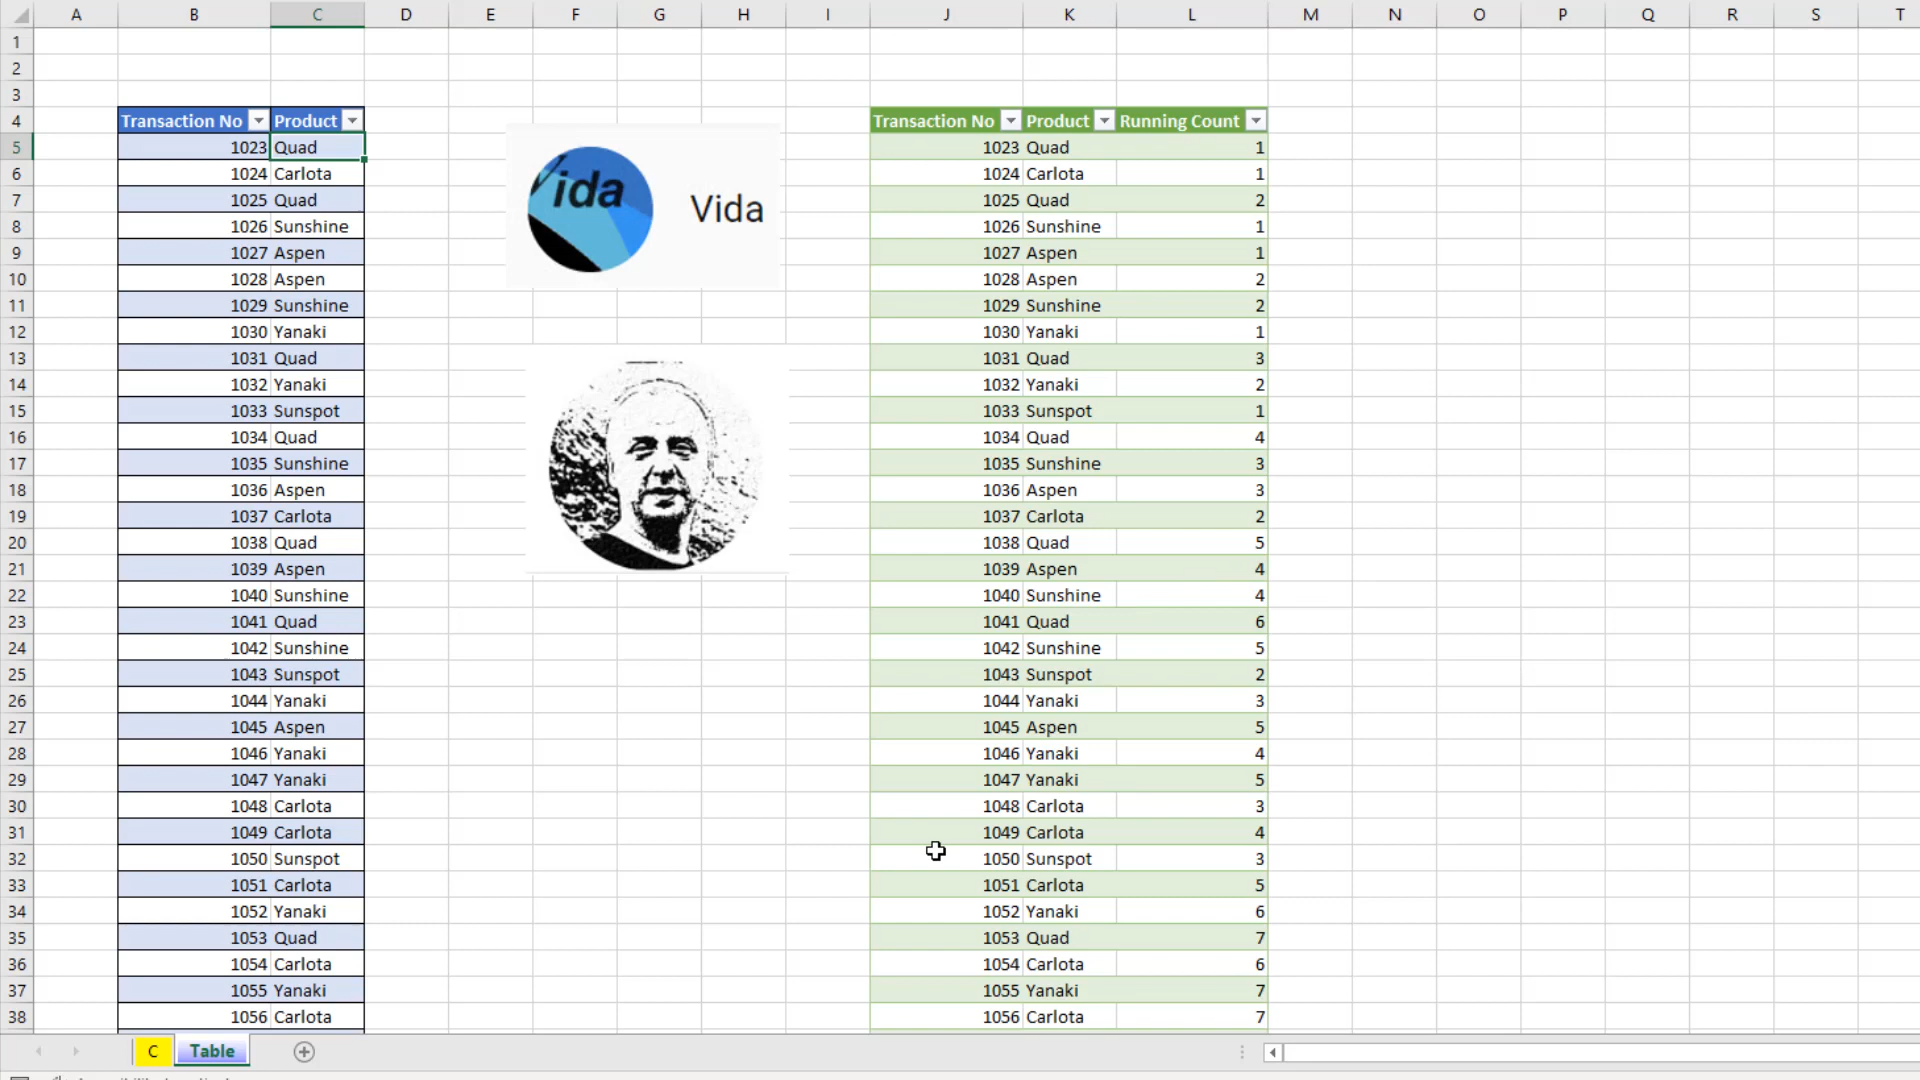 A B C D E F G H I J K L M N O P Q R S T
1
2
3
4 Transaction No Product Transaction No Product Running Count
5 1023 Quad 1023 Quad 1
6 1024 Carlota 1024 Carlota 1
7 1025 Quad 1025 Quad 2
8 1026 Sunshine 1026 Sunshine 1
9 1027 Aspen 1027 Aspen 1
10 1028 Aspen 1028 Aspen 2
11 1029 Sunshine 1029 Sunshine 2
12 1030 Yanaki 1030 Yanaki 1
13 1031 Quad 1031 Quad 3
14 1032 Yanaki 1032 Yanaki 2
15 1033 Sunspot 1033 Sunspot 1
16 1034 Quad 1034 Quad 4
17 1035 Sunshine 1035 Sunshine 3
18 1036 Aspen 1036 Aspen 3
19 1037 Carlota 1037 Carlota 2
20 1038 Quad 1038 Quad 5
21 1039 Aspen 1039 Aspen 4
22 1040 Sunshine 1040 Sunshine 4
23 1041 Quad 1041 Quad 6
24 1042 Sunshine 1042 Sunshine 5
25 1043 Sunspot 1043 Sunspot 2
26 1044 Yanaki 1044 Yanaki 3
27 1045 Aspen 1045 Aspen 5
28 1046 Yanaki 1046 Yanaki 4
29 1047 Yanaki 1047 Yanaki 5
30 1048 Carlota 1048 Carlota 3
31 1049 Carlota 1049 Carlota 4
32 1050 Sunspot 1050 Sunspot 3
33 1051 Carlota 1051 Carlota 5
34 1052 Yanaki 1052 Yanaki 6
35 1053 Quad 1053 Quad 7
36 1054 Carlota 1054 Carlota 6
37 1055 Yanaki 1055 Yanaki 7
38 1056 Carlota 1056 Carlota 7
Vida Vida
C Table